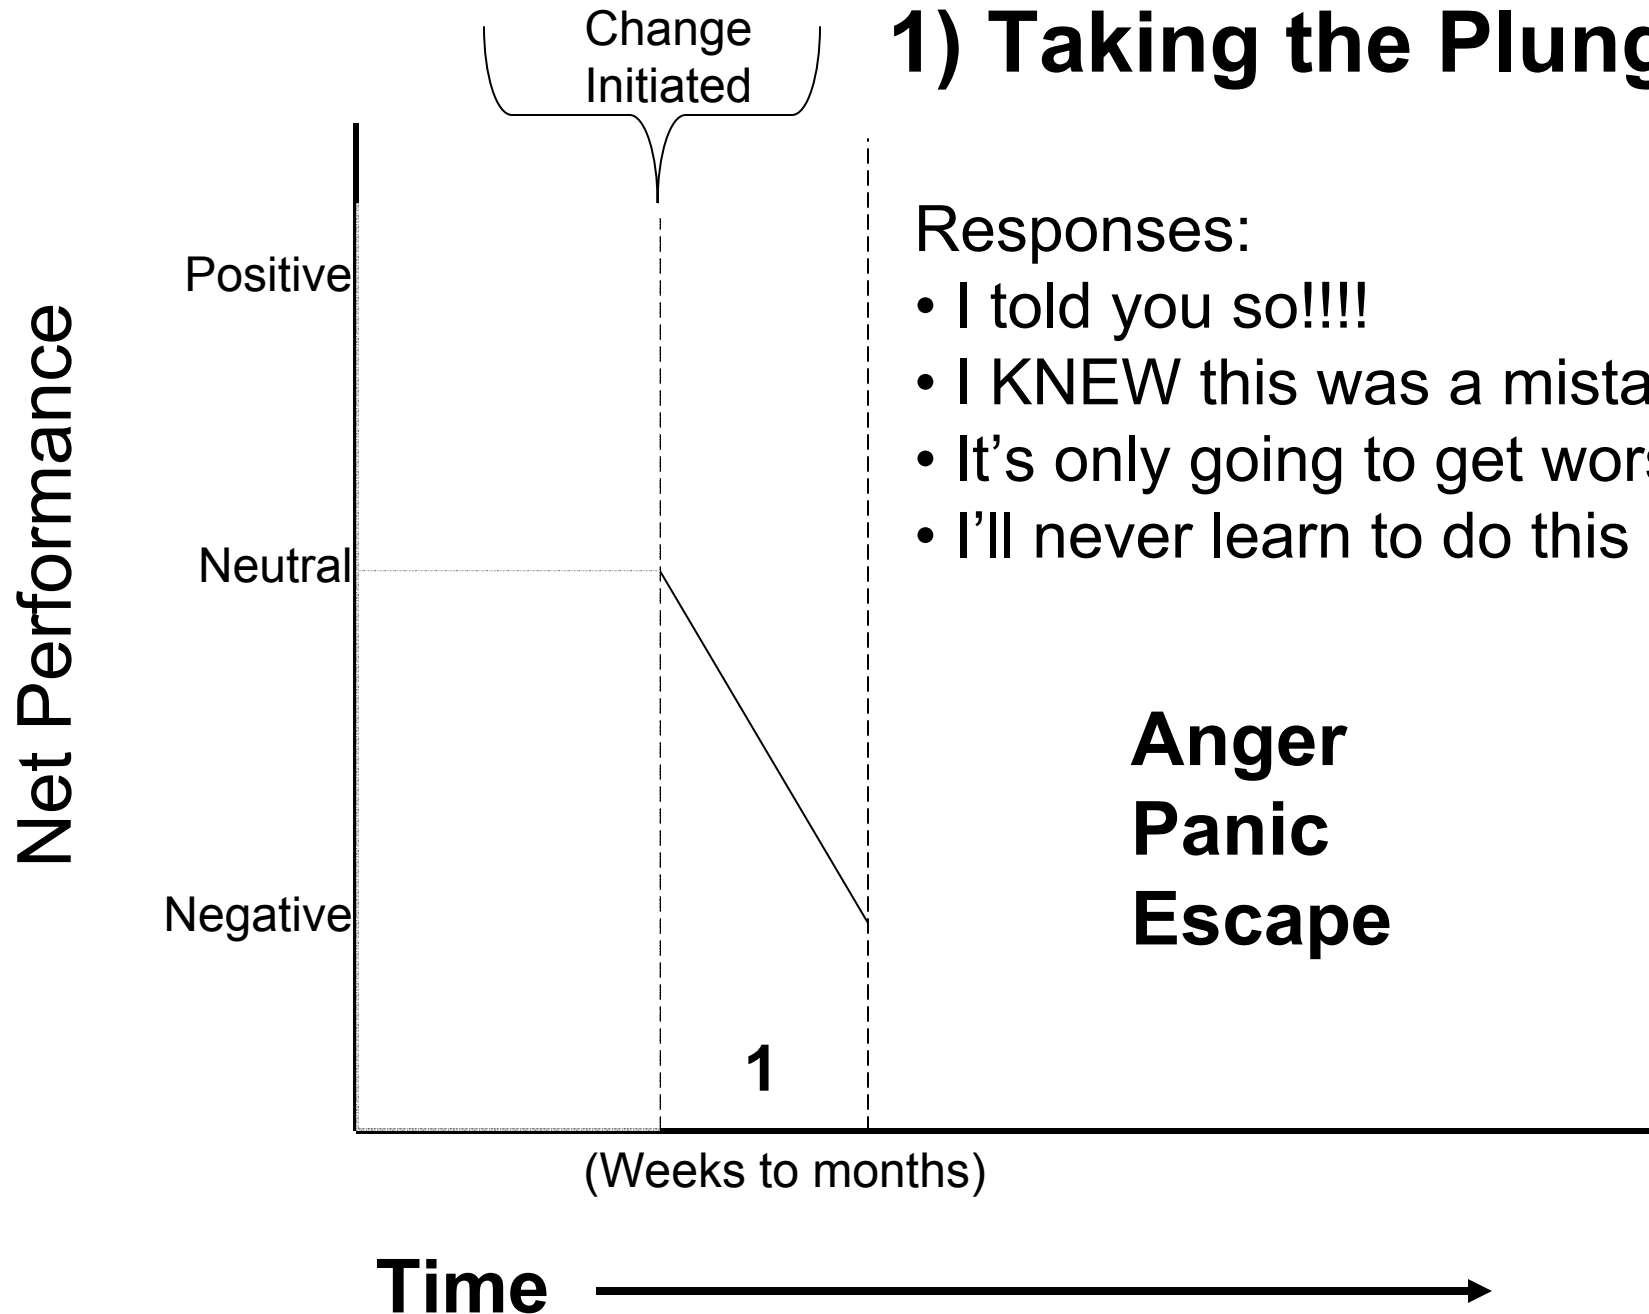 Change
Initiated
1) Taking the Plung
Responses:
• I told you so!!!!
• I KNEW this was a mista
• It’s only going to get wors
• I’ll never learn to do this
Anger
Panic
Escape
Net Performance
Positive
Neutral
Negative
1
(Weeks to months)
Time